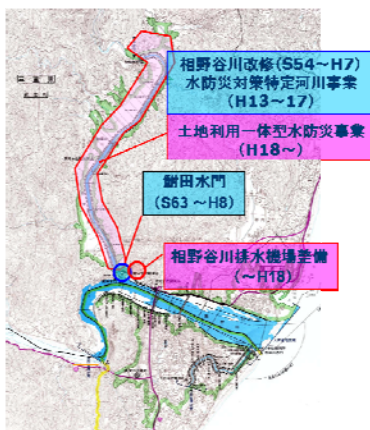 相野谷川改修(S54～H7)
水防災対策特定河川事業
(H13～17)
土地利用一体型水防災事業
(H18～)
鮒田水門
(S63～H8)
相野谷川排水機場整備
(～H18)